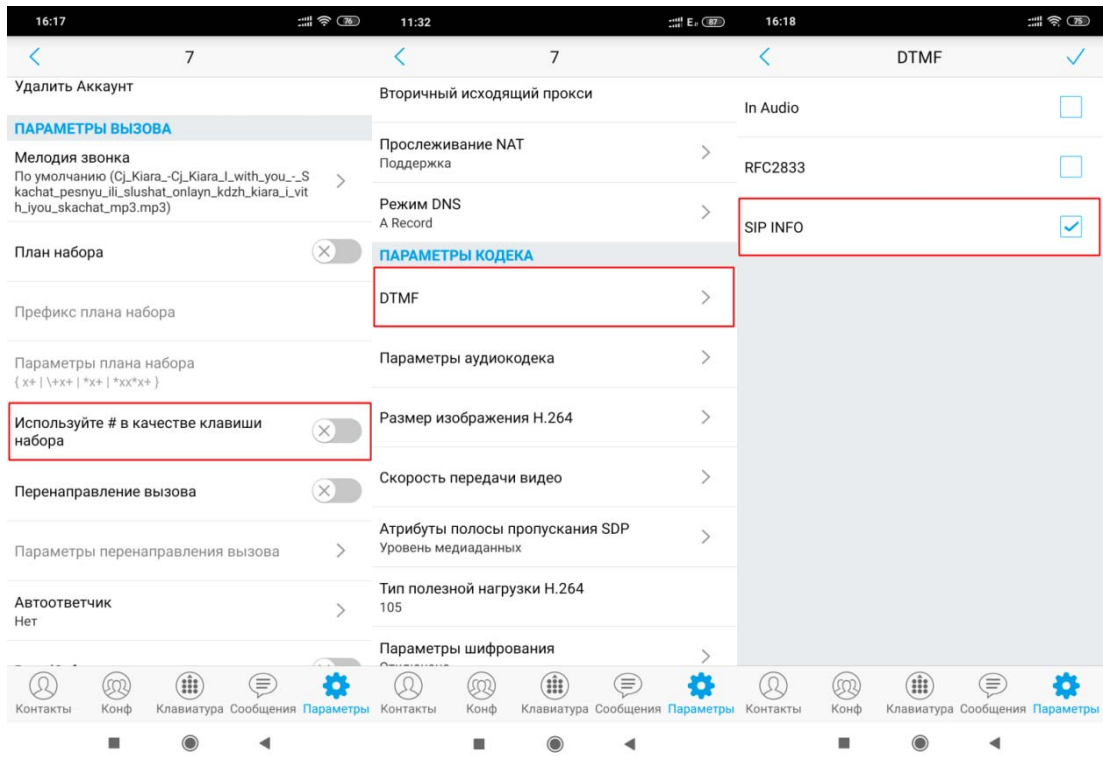 16:17
76
7
Удалить Аккаунт
ПАРАМЕТРЫ ВЫЗОВА
Мелодия звонка
По умолчанию (Cj_Kiara_-Cj_Kiara_I_with_you_-_S
kachat_pesnyu_ili_slushat_onlayn_kdzh_kiara_i_vit
h_iyou_skachat_mp3.mp3)
План набора
Префикс плана набора
Параметры плана набора
{ x+ | \+x+ | *x+ | *xx*x+ }
Используйте # в качестве клавиши
набора
Перенаправление вызова
Параметры перенаправления вызова
Автоответчик
Нет
Контакты
Конф
Клавиатура
Сообщения
Параметры
11:32
E
87
7
Вторичный исходящий прокси
Прослеживание NAT
Поддержка
Режим DNS
A Record
ПАРАМЕТРЫ КОДЕКА
DTMF
Параметры аудиокодека
Размер изображения H.264
Скорость передачи видео
Атрибуты полосы пропускания SDP
Уровень медиаданных
Тип полезной нагрузки H.264
105
Параметры шифрования
Контакты
Конф
Клавиатура
Сообщения
Параметры
16:18
75
DTMF
In Audio
RFC2833
SIP INFO
Контакты
Конф
Клавиатура
Сообщения
Параметры